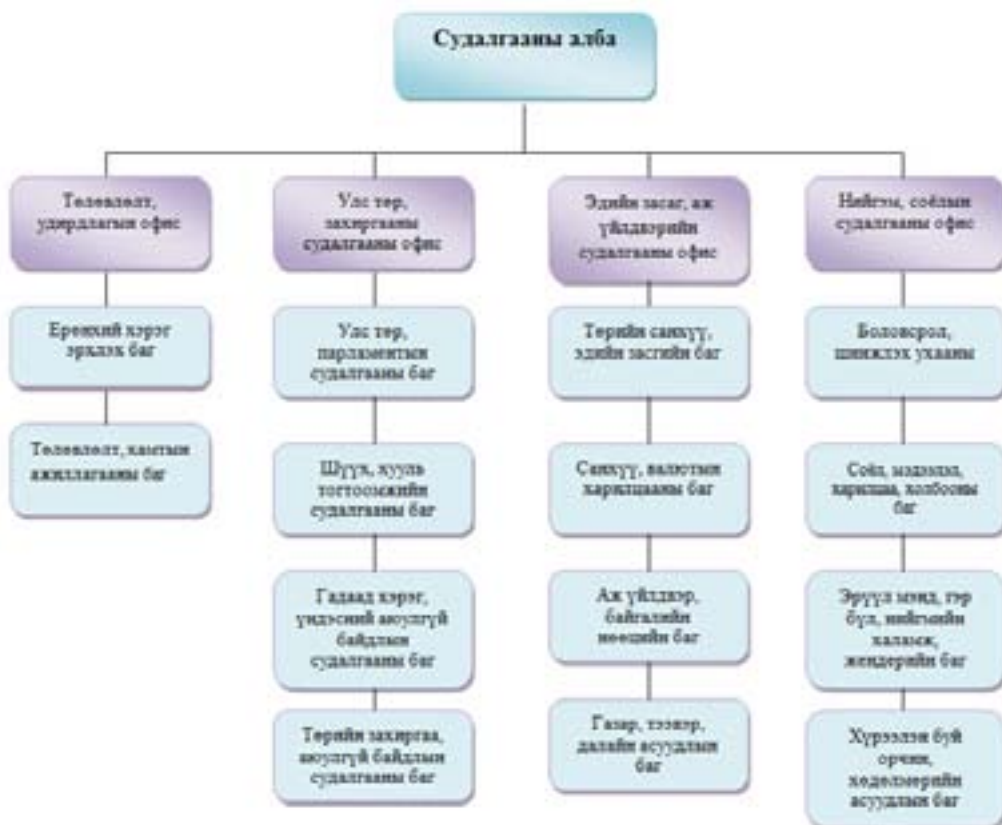 Судалгааны алба
Төлөвлөлт,
удирдлагын офис
Ерөнхий хэрэг
эрхлэх баг
Төлөвлөлт, хамтын
ажиллагааны баг
Улс төр,
захиргааны
судалгааны офис
Улс төр,
парламентын
судалгааны баг
Шүүх, хууль
тогтоомжийн
судалгааны баг
Гадаад хэрэг,
үндэсний аюулгүй
байдлын
судалгааны баг
Төрийн захиргаа,
аюулгүй байдлын
судалгааны баг
Эдийн засаг, аж
үйлдвэрийн
судалгааны офис
Төрийн санхүү,
эдийн засгийн баг
Санхүү, валютын
харилцааны баг
Аж үйлдвэр,
байгалийн
нөөцийн баг
Газар, тээвэр,
далайн асуудлын
баг
Нийгэм, соёлын
судалгааны офис
Боловсрол,
шинжлэх ухааны
Соёл, мэдээлэл,
харилцаа, холбооны
баг
Эрүүл мэнд, гэр
бүл, нийгмийн
халамж,
жендерийн баг
Хүрээлэн буй
орчин,
хөдөлмөрийн
асуудлын баг